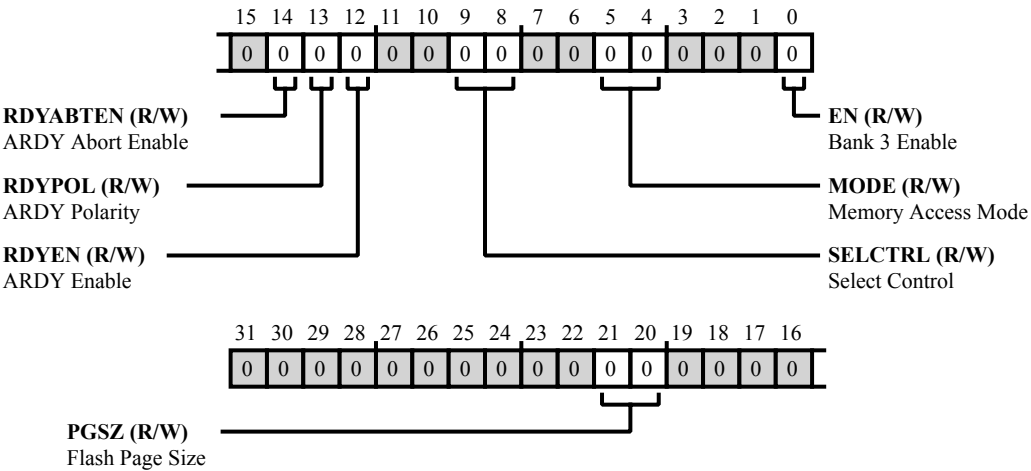 15 14 13 12 11 10 9 8 7 6 5 4 3 2 1 0
0 0 0 0 0 0 0 0 0 0 0 0 0 0 0 0
RDYABTEN (R/W)
ARDY Abort Enable
EN (R/W)
Bank 3 Enable
RDYPOL (R/W)
ARDY Polarity
MODE (R/W)
Memory Access Mode
RDYEN (R/W)
ARDY Enable
SELCTRL (R/W)
Select Control
31 30 29 28 27 26 25 24 23 22 21 20 19 18 17 16
0 0 0 0 0 0 0 0 0 0 0 0 0 0 0 0
PGSZ (R/W)
Flash Page Size